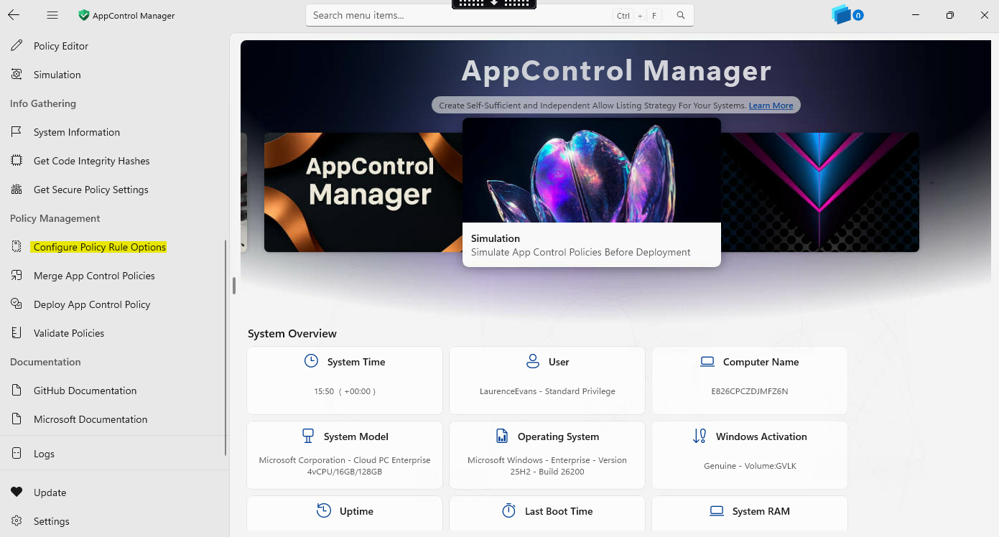 AppControl Manager
Search menu items...
Ctrl + F
0
Policy Editor
Simulation
Info Gathering
System Information
Get Code Integrity Hashes
Get Secure Policy Settings
Policy Management
Configure Policy Rule Options
Merge App Control Policies
Deploy App Control Policy
Validate Policies
Documentation
GitHub Documentation
Microsoft Documentation
Logs
Update
Settings
AppControl Manager
Create Self-Sufficient and Independent Allow Listing Strategy For Your Systems. Learn More
AppControl
Manager
Simulation
Simulate App Control Policies Before Deployment
System Overview
System Time
15:50 ( +00:00 )
User
LaurenceEvans - Standard Privilege
Computer Name
E826CPCZDJMFZ6N
System Model
Microsoft Corporation - Cloud PC Enterprise
4vCPU/16GB/128GB
Operating System
Microsoft Windows - Enterprise - Version
25H2 - Build 26200
Windows Activation
Genuine - Volume:GVLK
Uptime
Last Boot Time
System RAM